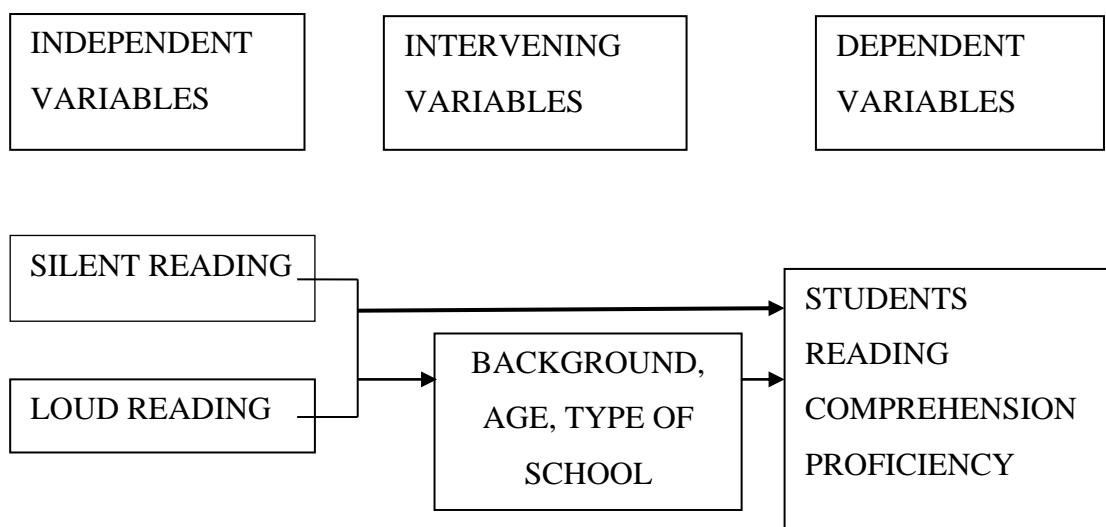 INDEPENDENT
VARIABLES
INTERVENING
VARIABLES
DEPENDENT
VARIABLES
SILENT READING
LOUD READING
BACKGROUND,
AGE, TYPE OF
SCHOOL
STUDENTS
READING
COMPREHENSION
PROFICIENCY